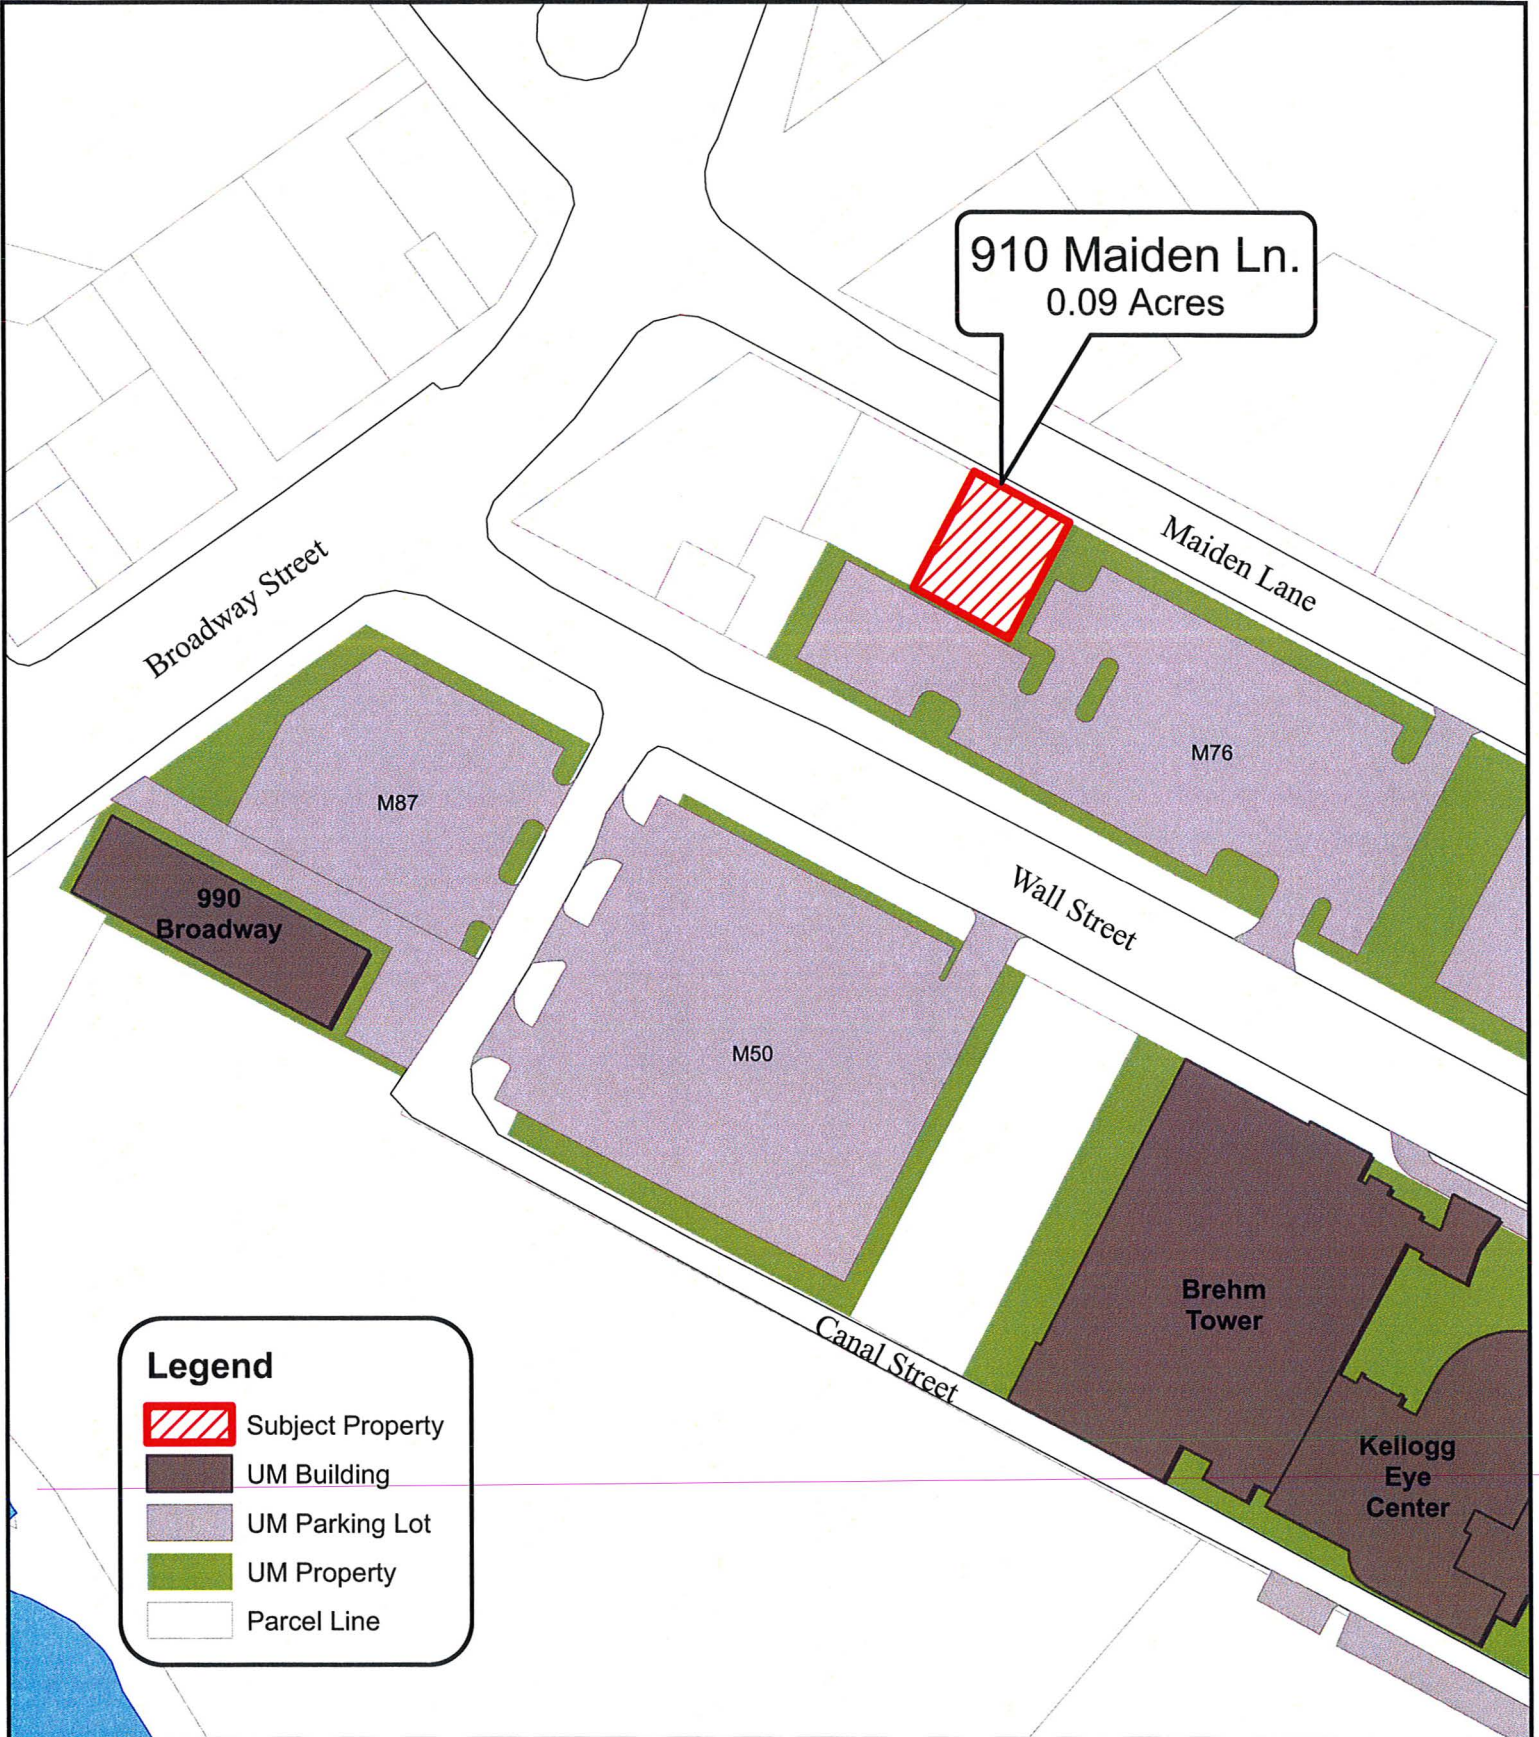 910 Maiden Ln.
0.09 Acres
Maiden Lane
Broadway Street
M76
M87
Wall Street
990
Broadway
M50
Brehm
Tower
Canal Street
Kellogg
Eye
Center
Legend
Subject Property
UM Building
UM Parking Lot
UM Property
Parcel Line